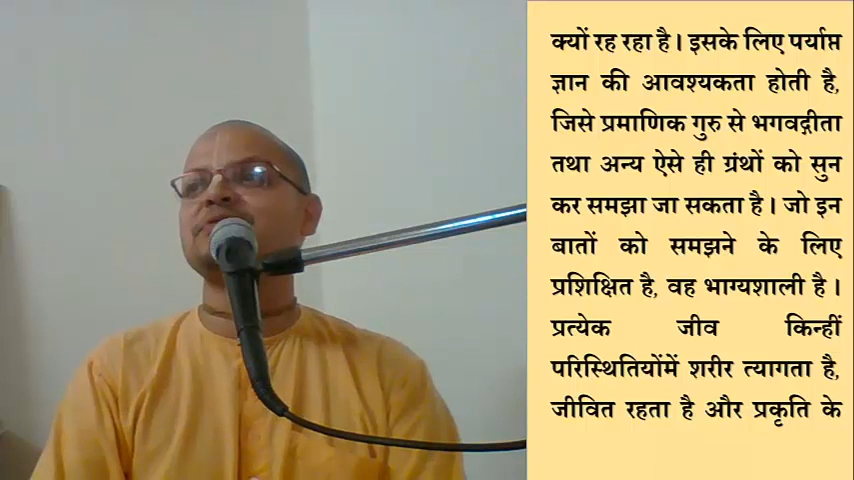 क्यों रह रहा है। इसके लिए पर्याप्त
ज्ञान की आवश्यकता होती है,
जिसे प्रमाणिक गुरु से भगवद्गीता
तथा अन्य ऐसे ही ग्रंथों को सुन
कर समझा जा सकता है। जो इन
बातों को समझने के लिए
प्रशिक्षित है, वह भाग्यशाली है।
प्रत्येक जीव किन्हीं
परिस्थितियोंमें शरीर त्यागता है,
जीवित रहता है और प्रकृति के